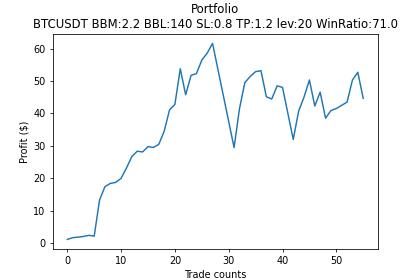 Portfolio
BTCUSDT BBM:2.2 BBL:140 SL:0.8 TP:1.2 lev:20 WinRatio:71.0
60
50
40
30
20
10
0
Profit ($)
0 10 20 30 40 50
Trade counts